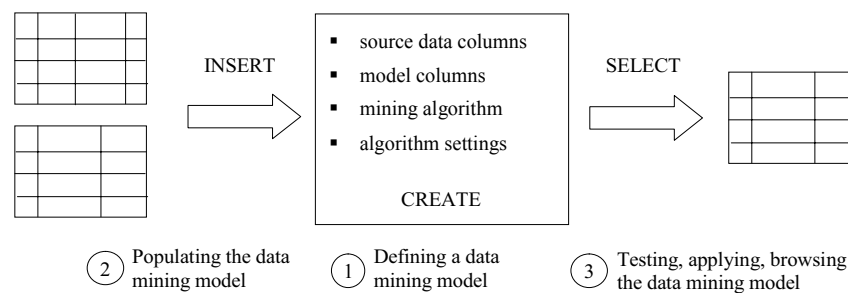 INSERT
▪ source data columns
▪ model columns
▪ mining algorithm
▪ algorithm settings
CREATE
SELECT
2 Populating the data
mining model
1 Defining a data
mining model
3 Testing, applying, browsing
the data mining model